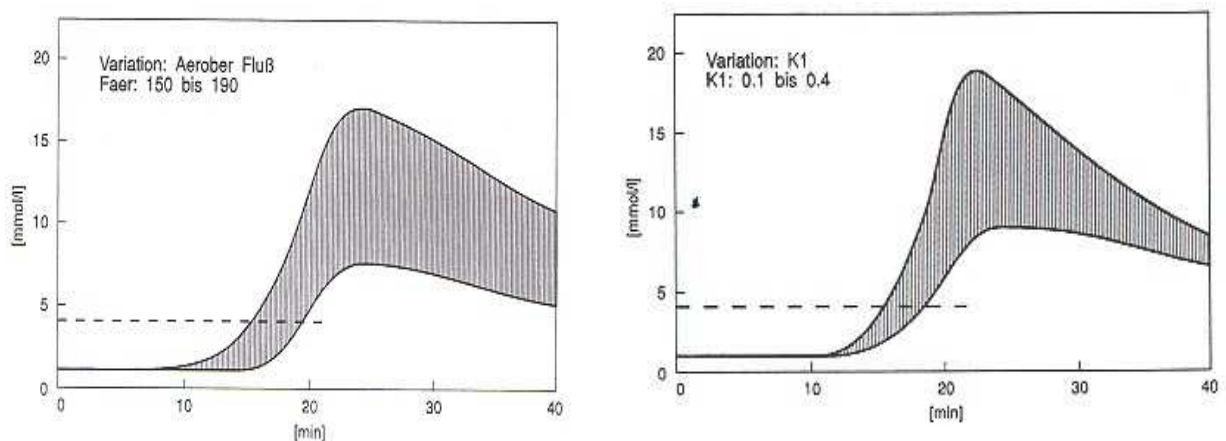 Variation: Aerober Fluß
Faer: 150 bis 190
20
15
10
5
0
[mmol/l]
0 10 20 30 40
[min]
Variation: K1
K1: 0.1 bis 0.4
20
15
10
5
0
[mmol/l]
0 10 20 30 40
[min]